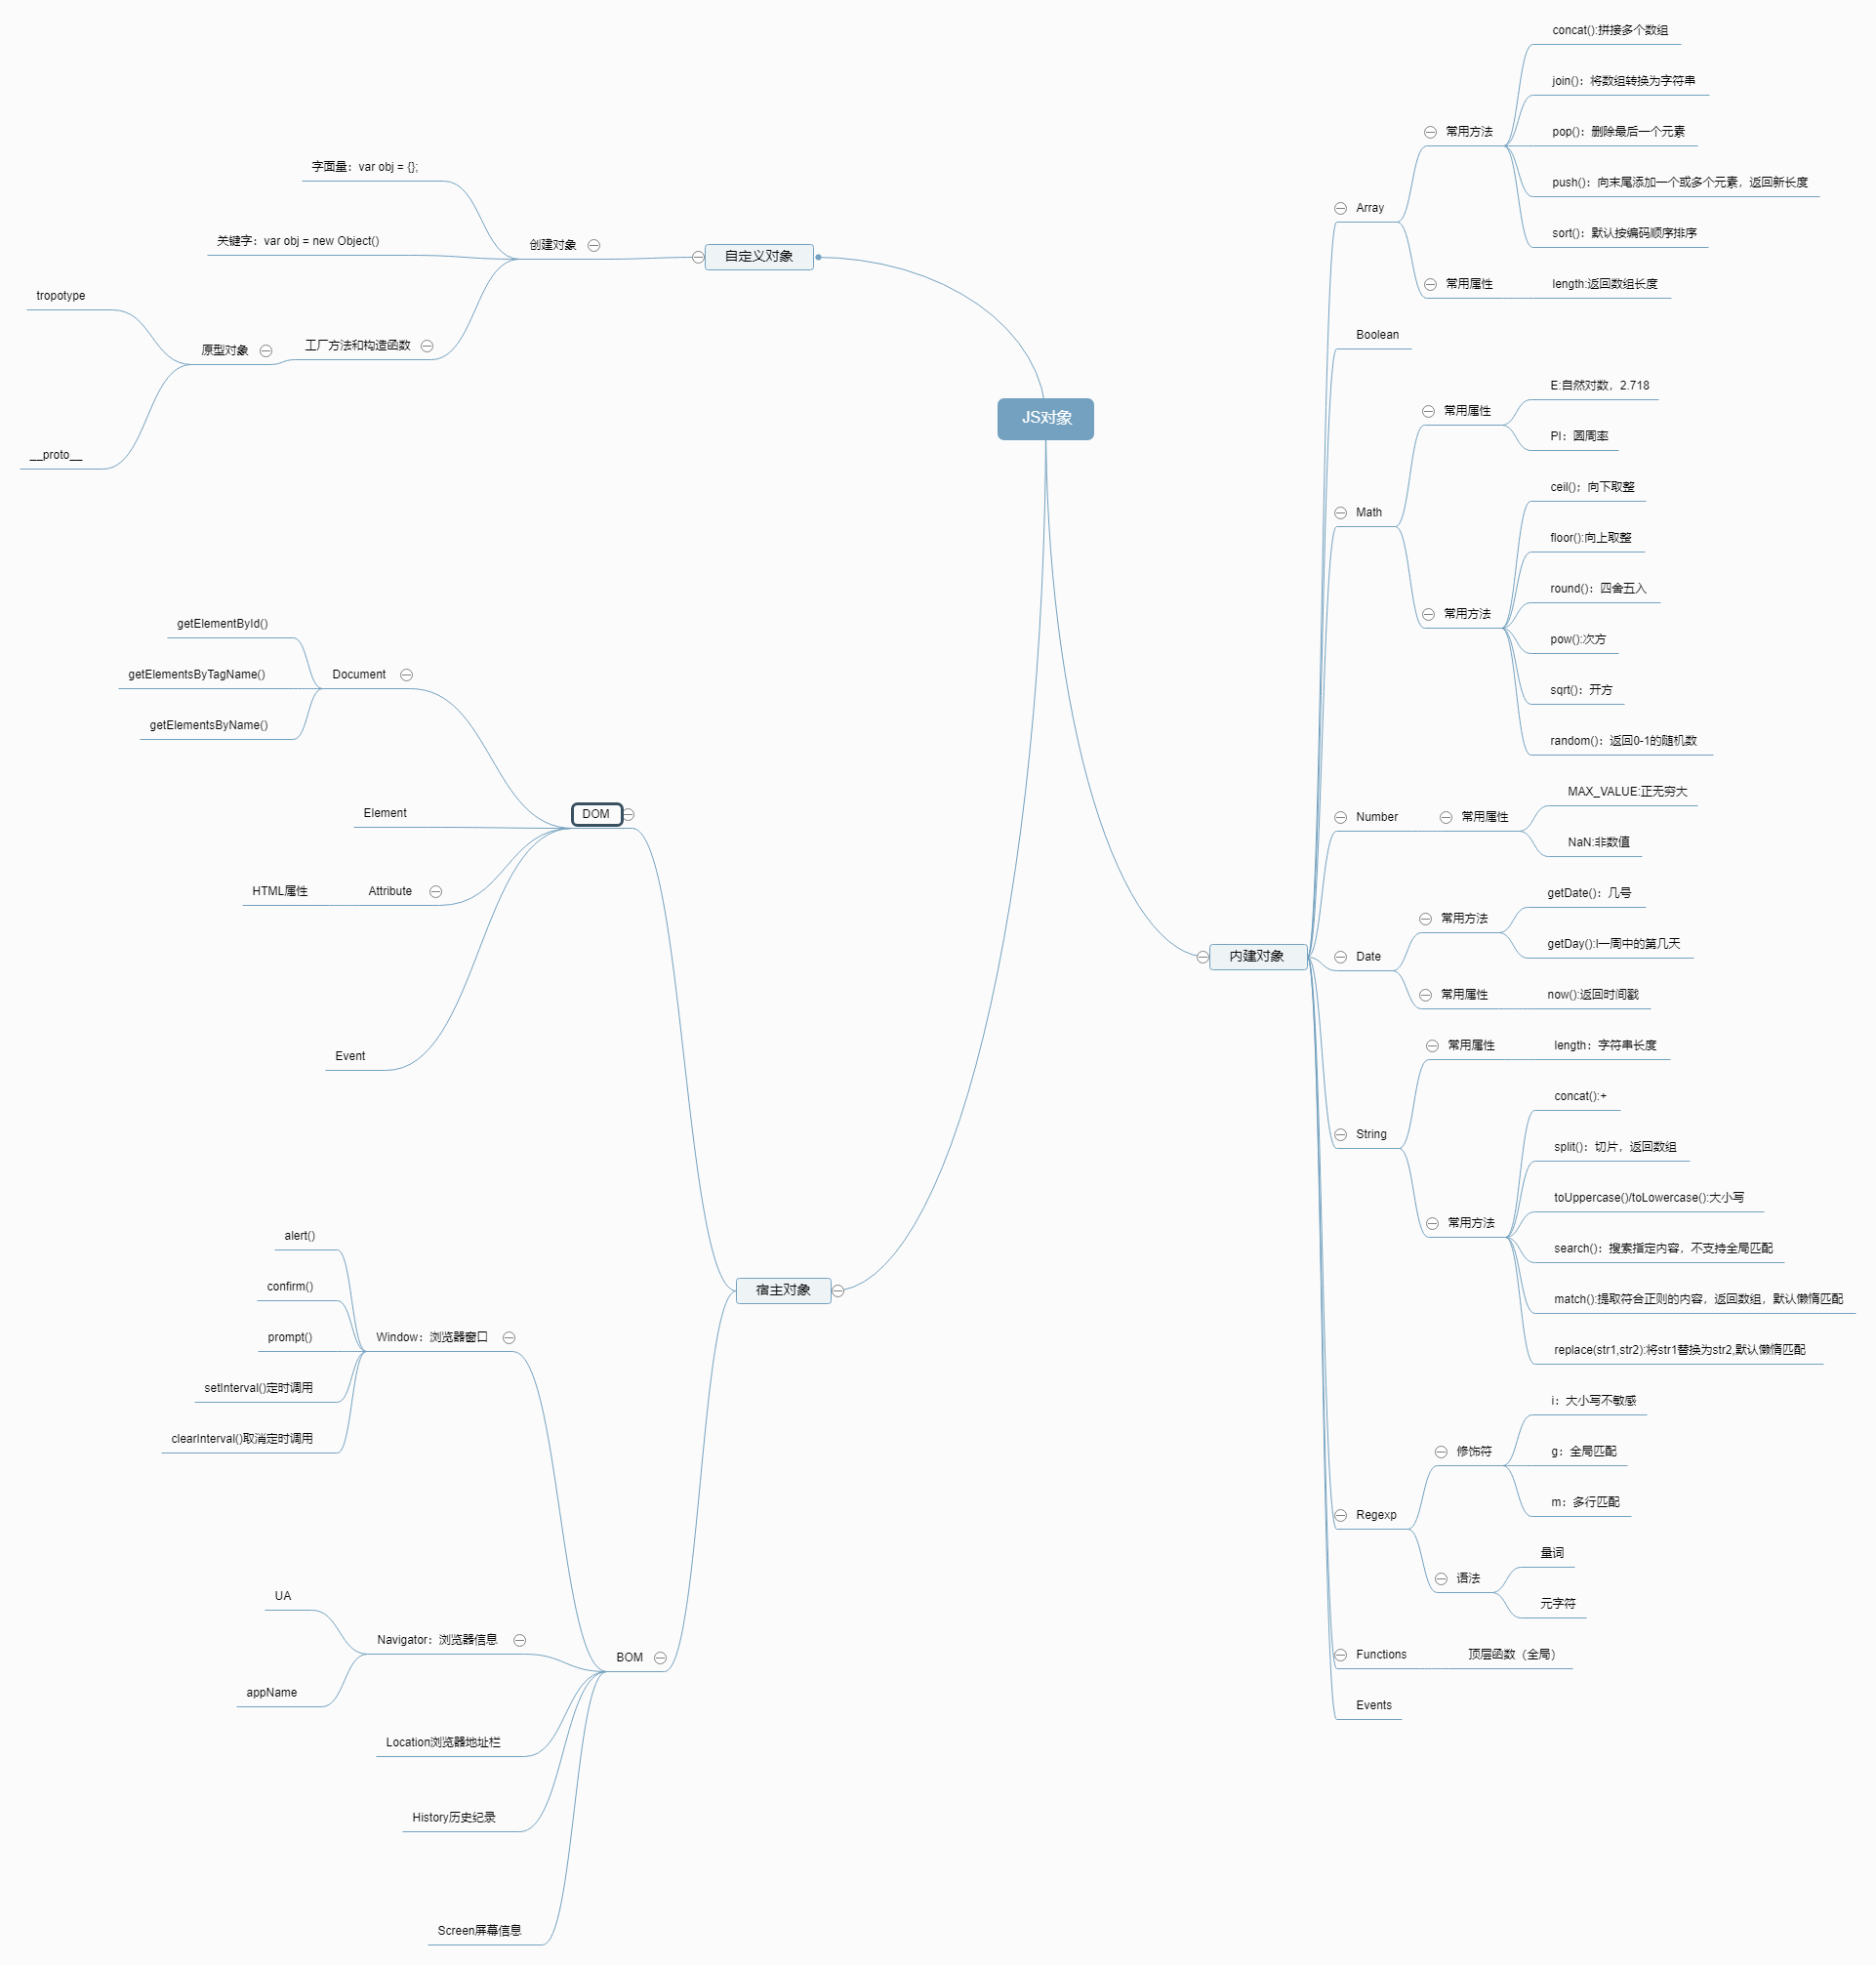 JS对象
自定义对象
创建对象
字面量：var obj = {};
关键字：var obj = new Object()
工厂方法和构造函数
原型对象
tropotype
__proto__
内建对象
Array
常用方法
concat():拼接多个数组
join()：将数组转换为字符串
pop()：删除最后一个元素
push()：向末尾添加一个或多个元素，返回新长度
sort()：默认按编码顺序排序
常用属性
length:返回数组长度
Boolean
Math
常用属性
E:自然对数，2.718
PI：圆周率
常用方法
ceil()；向下取整
floor():向上取整
round()：四舍五入
pow():次方
sqrt()：开方
random()：返回0-1的随机数
Number
常用属性
MAX_VALUE:正无穷大
NaN:非数值
Date
常用方法
getDate()：几号
getDay():l一周中的第几天
常用属性
now():返回时间戳
String
常用属性
length：字符串长度
常用方法
concat():+
split()：切片，返回数组
toUppercase()/toLowercase():大小写
search()：搜索指定内容，不支持全局匹配
match():提取符合正则的内容，返回数组，默认懒惰匹配
replace(str1,str2):将str1替换为str2,默认懒惰匹配
Regexp
修饰符
i：大小写不敏感
g：全局匹配
m：多行匹配
语法
量词
元字符
Functions
顶层函数（全局）
Events
宿主对象
DOM
Document
getElementById()
getElementsByTagName()
getElementsByName()
Element
Attribute
HTML属性
Event
BOM
Window：浏览器窗口
alert()
confirm()
prompt()
setInterval()定时调用
clearInterval()取消定时调用
Navigator：浏览器信息
UA
appName
Location浏览器地址栏
History历史纪录
Screen屏幕信息